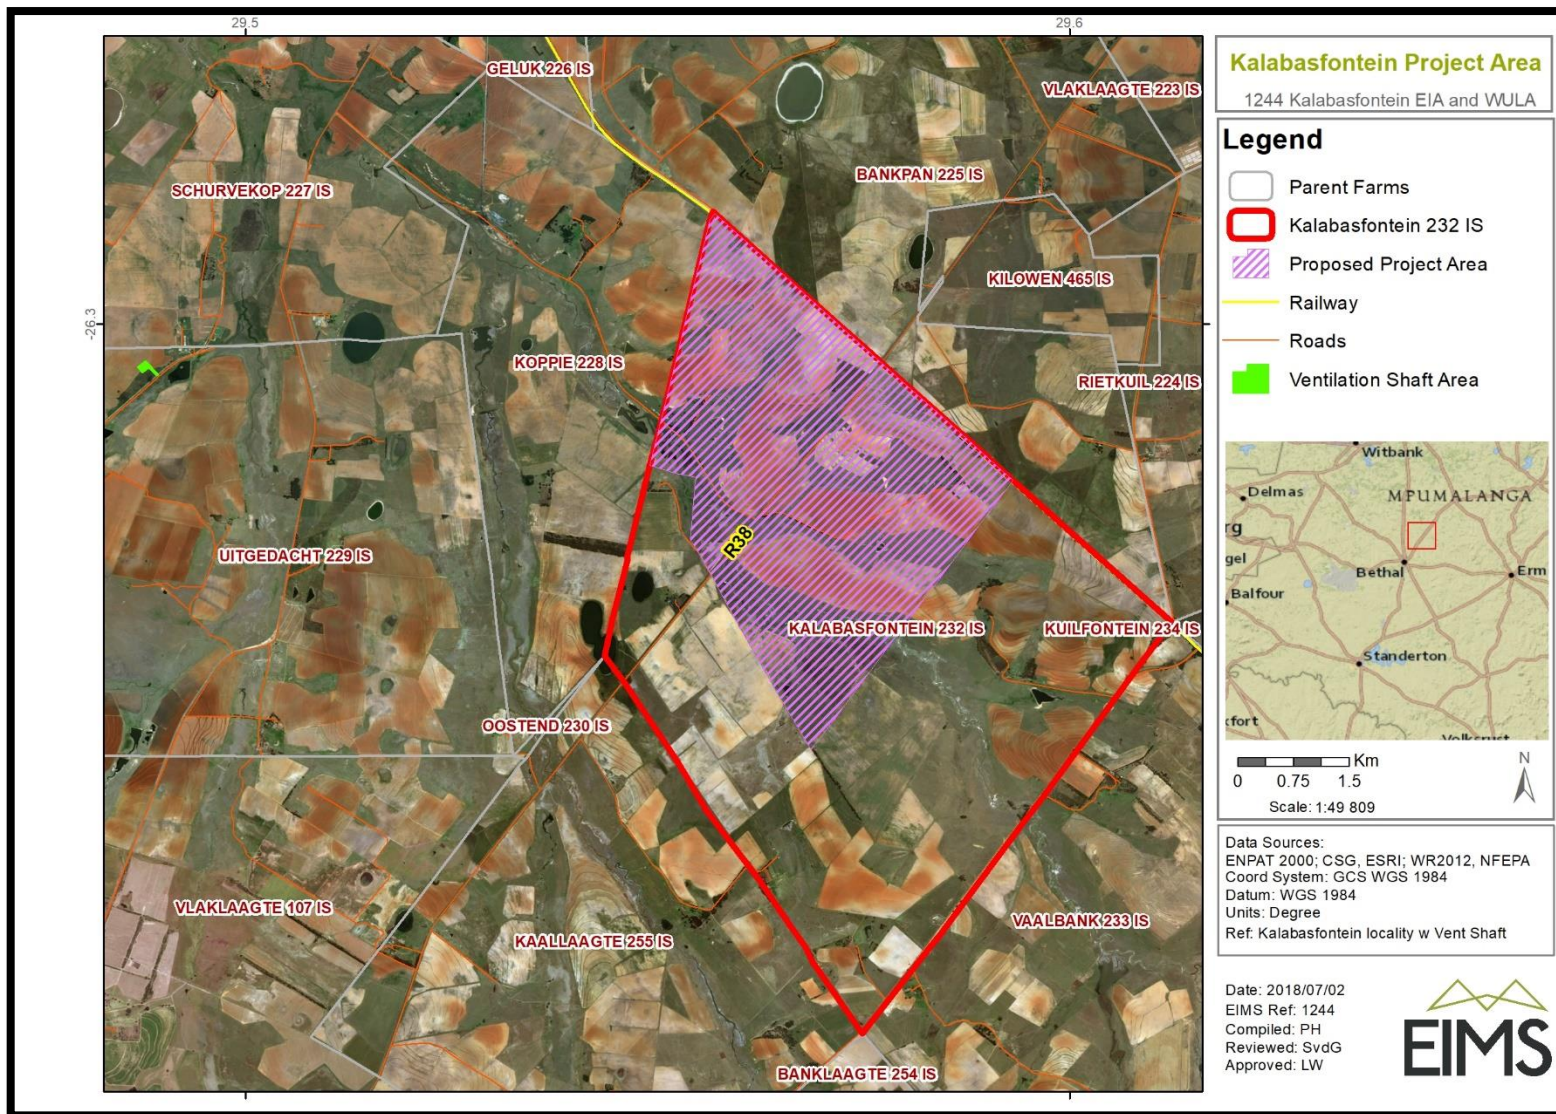 29.5
29.6
-26.3
GELUK 226 IS
VLAKLAAGTE 223 IS
SCHURVEKOP 227 IS
BANKPAN 225 IS
KILOWEN 465 IS
KOPPIE 228 IS
RIETKUIL 224 IS
R38
UITGEDACHT 229 IS
KALABASFONTEIN 232 IS
KUILFONTEIN 234 IS
OOSTEND 230 IS
VLAKLAAGTE 107 IS
KAALLAAGTE 255 IS
VAALBANK 233 IS
BANKLAAGTE 254 IS
Kalabasfontein Project Area
1244 Kalabasfontein EIA and WULA
Legend
Parent Farms
Kalabasfontein 232 IS
Proposed Project Area
Railway
Roads
Ventilation Shaft Area
Witbank
Delmas
MPUMALANGA
rg
gel
Bethal
Erm
Balfour
Standerton
kfort
Volksrust
Km
0 0.75 1.5
N
Scale: 1:49 809
Data Sources:
ENPAT 2000; CSG, ESRI; WR2012, NFEPA
Coord System: GCS WGS 1984
Datum: WGS 1984
Units: Degree
Ref: Kalabasfontein locality w Vent Shaft
Date: 2018/07/02
EIMS Ref: 1244
Compiled: PH
Reviewed: SvdG
Approved: LW
EIMS